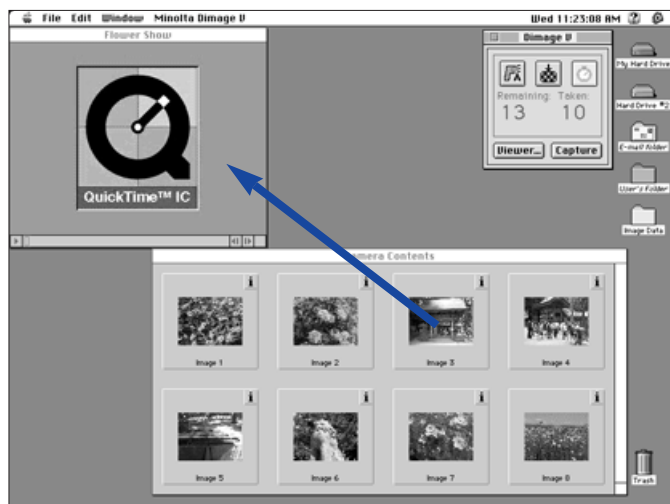 File Edit Window Minolta Dimage V
Wed 11:23:08 AM
Flower Show
QuickTime™ IC
Dimage V
Remaining: Taken:
13 10
Viewer... Capture
My Hard Drive
Hard Drive #2
E-mail folder
User's Folder
Image Data
Camera Contents
Image 1 Image 2 Image 3 Image 4
Image 5 Image 6 Image 7 Image 8
Trash